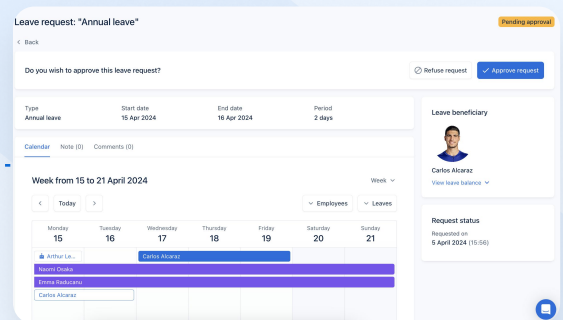 Leave request: "Annual leave"
Pending approval
Back
Do you wish to approve this leave request?
Refuse request
Approve request
Type
Start date
End date
Period
Annual leave
15 Apr 2024
16 Apr 2024
2 days
Leave beneficiary
Carlos Alcaraz
View leave balance
Calendar
Note (0)
Comments (0)
Week from 15 to 21 April 2024
Week
Today
Employees
Leaves
Request status
Requested on
5 April 2024 (15:56)
Monday
Tuesday
Wednesday
Thursday
Friday
Saturday
Sunday
15
16
17
18
19
20
21
Arthur Le...
Carlos Alcaraz
Naomi Osaka
Emma Raducanu
Carlos Alcaraz